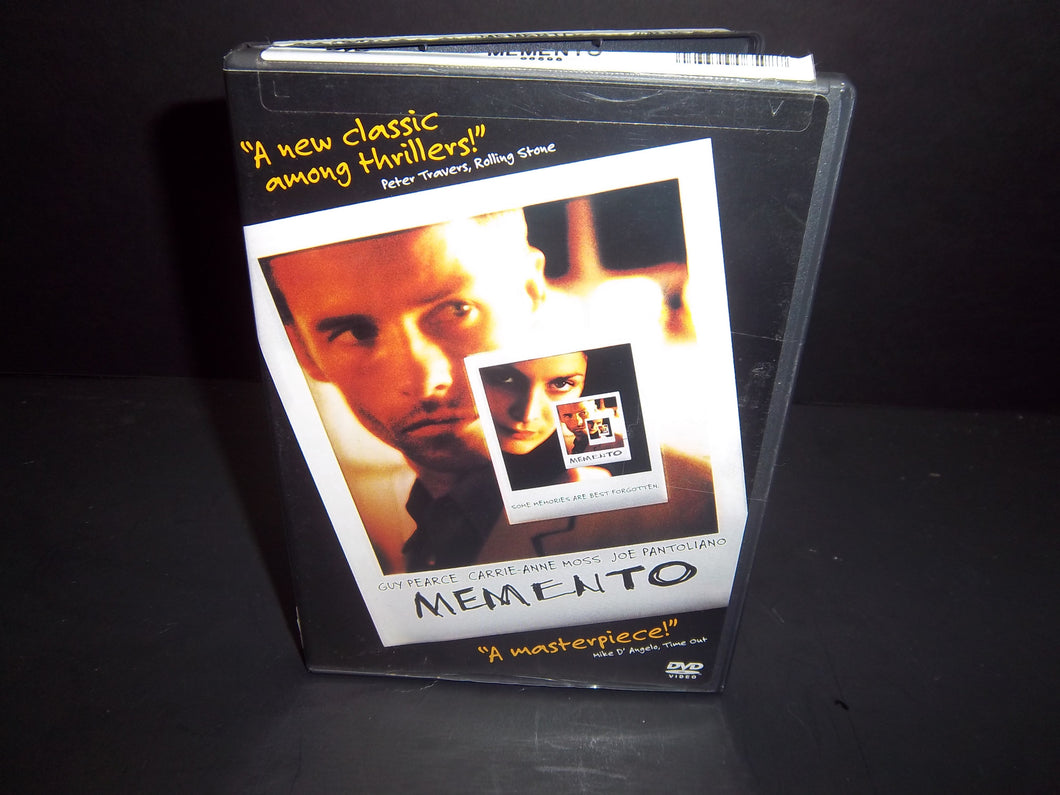 MEMENTO
"A new classic
among thrillers!"
Peter Travers, Rolling Stone
MEMENTO
SOME MEMORIES ARE BEST FORGOTTEN.
GUY PEARCE CARRIE-ANNE MOSS JOE PANTOLIANO
MEMENTO
"A masterpiece!"
Mike D' Angelo, Time Out
DVD
VIDEO